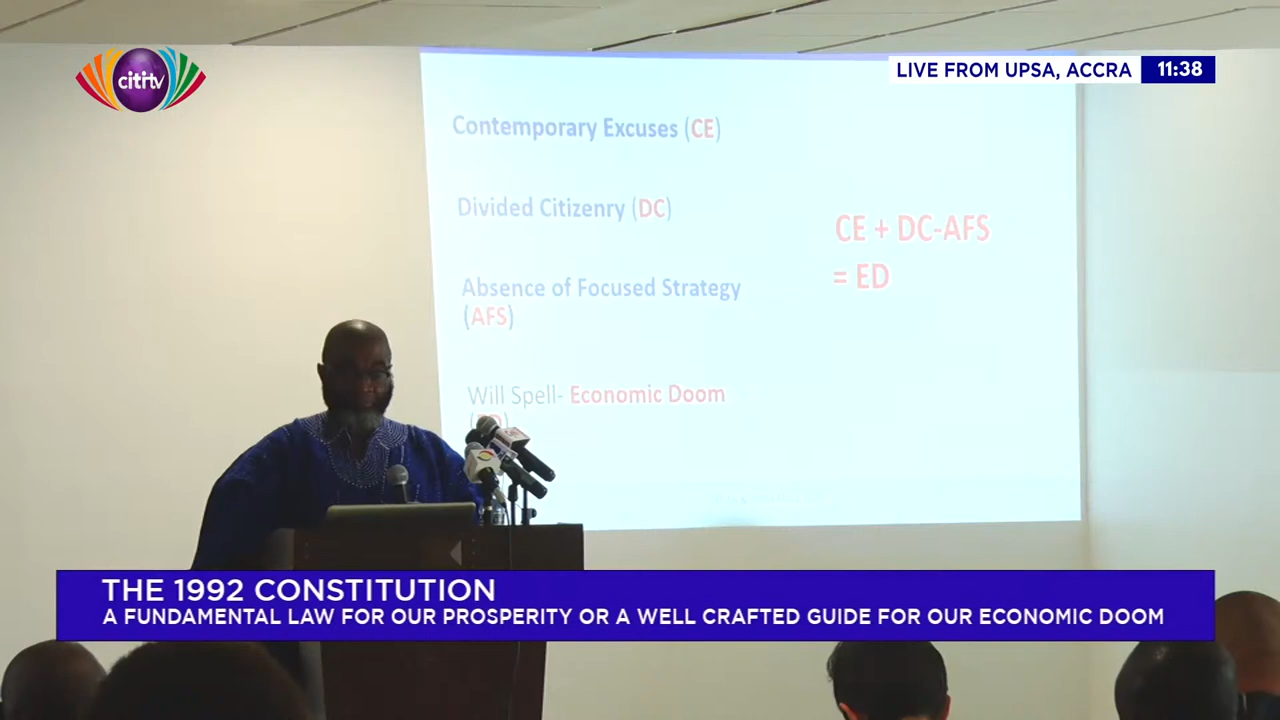 citi tv
LIVE FROM UPSA, ACCRA 11:38
Contemporary Excuses (CE)
Divided Citizenry (DC)
CE + DC-AFS
= ED
Absence of Focused Strategy
(AFS)
Will Spell- Economic Doom
THE 1992 CONSTITUTION
A FUNDAMENTAL LAW FOR OUR PROSPERITY OR A WELL CRAFTED GUIDE FOR OUR ECONOMIC DOOM